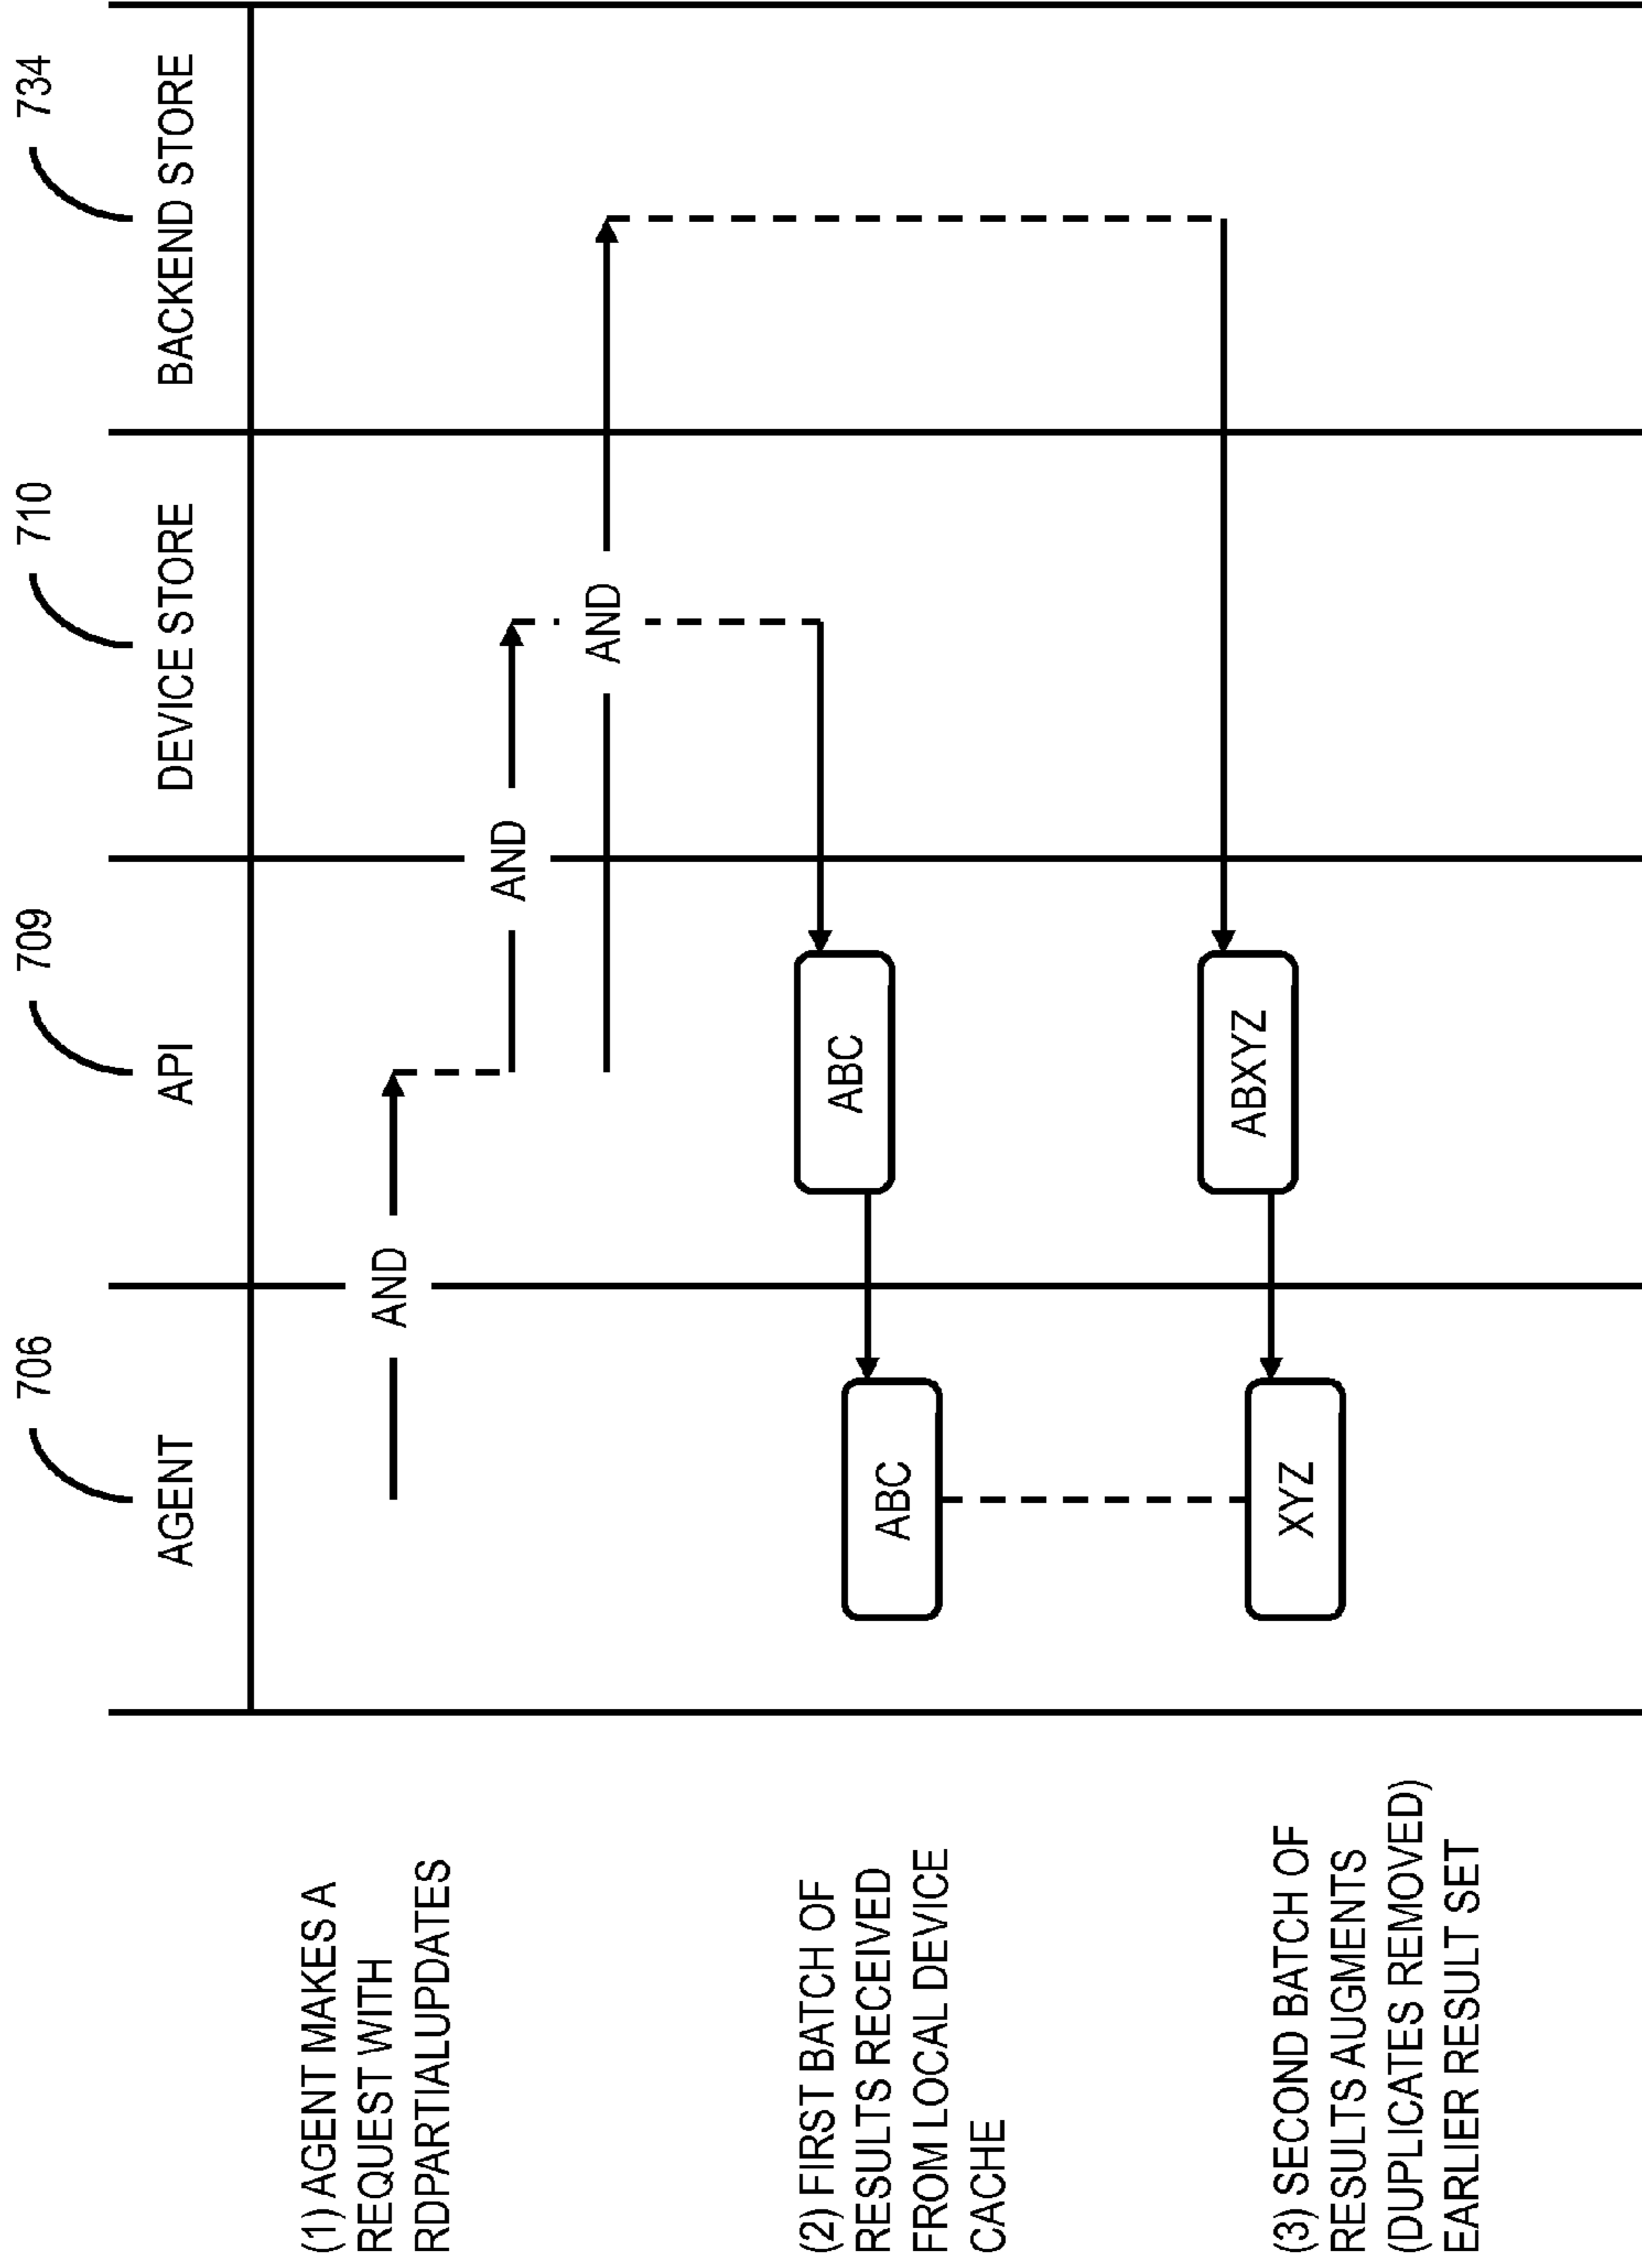 706
709
710
734
AGENT
API
DEVICE STORE
BACKEND STORE
(1) AGENT MAKES A
REQUEST WITH
RDPARTIALUPDATES
AND
AND
AND
(2) FIRST BATCH OF
RESULTS RECEIVED
FROM LOCAL DEVICE
CACHE
ABC
ABC
(3) SECOND BATCH OF
RESULTS AUGMENTS
(DUPLICATES REMOVED)
EARLIER RESULT SET
XYZ
ABXYZ